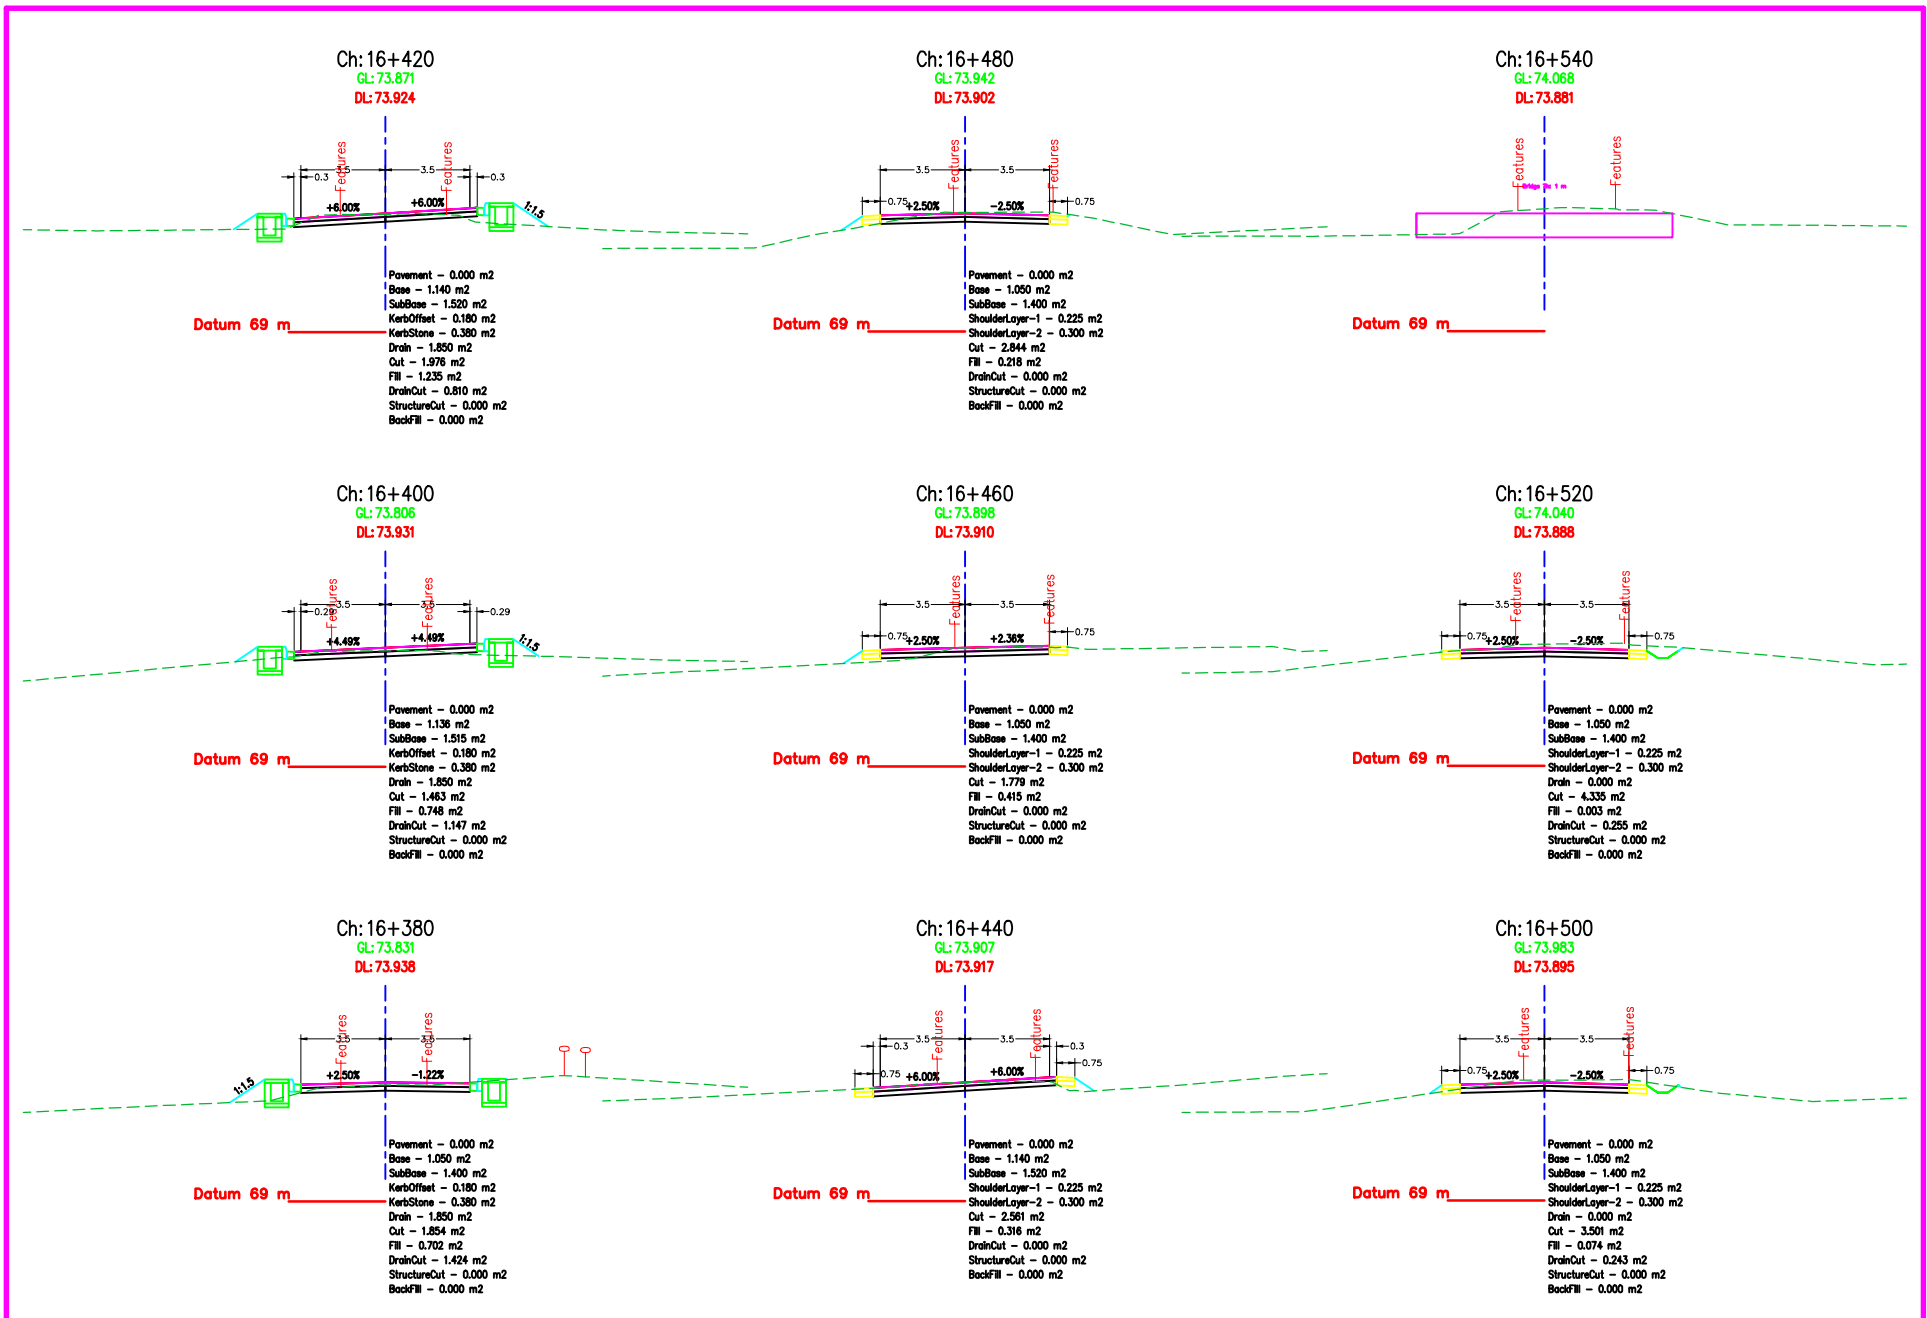 Ch:16+420
GL:73.871
DL:73.924
Features
Features
3.5
3.5
0.3
0.3
+6.00%
+6.00%
1:1.5
Pavement - 0.000 m2
Base - 1.140 m2
SubBase - 1.520 m2
KerbOffset - 0.180 m2
Datum 69 m
KerbStone - 0.380 m2
Drain - 1.850 m2
Cut - 1.976 m2
Fill - 1.235 m2
DrainCut - 0.810 m2
StructureCut - 0.000 m2
BackFill - 0.000 m2
Ch:16+480
GL:73.942
DL:73.902
Features
Features
3.5
3.5
0.75
0.75
+2.50%
-2.50%
Pavement - 0.000 m2
Base - 1.050 m2
SubBase - 1.400 m2
ShoulderLayer-1 - 0.225 m2
Datum 69 m
ShoulderLayer-2 - 0.300 m2
Cut - 2.844 m2
Fill - 0.218 m2
DrainCut - 0.000 m2
StructureCut - 0.000 m2
BackFill - 0.000 m2
Ch:16+540
GL:74.068
DL:73.881
Features
Features
1 m
Datum 69 m
Ch:16+400
GL:73.806
DL:73.931
Features
Features
3.5
3.5
0.29
0.29
+4.49%
+4.49%
1:1.5
Pavement - 0.000 m2
Base - 1.136 m2
SubBase - 1.515 m2
KerbOffset - 0.180 m2
Datum 69 m
KerbStone - 0.380 m2
Drain - 1.850 m2
Cut - 1.463 m2
Fill - 0.748 m2
DrainCut - 1.147 m2
StructureCut - 0.000 m2
BackFill - 0.000 m2
Ch:16+460
GL:73.898
DL:73.910
Features
Features
3.5
3.5
0.75
0.75
+2.50%
+2.36%
Pavement - 0.000 m2
Base - 1.050 m2
SubBase - 1.400 m2
ShoulderLayer-1 - 0.225 m2
Datum 69 m
ShoulderLayer-2 - 0.300 m2
Cut - 1.779 m2
Fill - 0.415 m2
DrainCut - 0.000 m2
StructureCut - 0.000 m2
BackFill - 0.000 m2
Ch:16+520
GL:74.040
DL:73.888
Features
Features
3.5
3.5
0.75
0.75
+2.50%
-2.50%
Pavement - 0.000 m2
Base - 1.050 m2
SubBase - 1.400 m2
ShoulderLayer-1 - 0.225 m2
Datum 69 m
ShoulderLayer-2 - 0.300 m2
Drain - 0.000 m2
Cut - 4.335 m2
Fill - 0.003 m2
DrainCut - 0.255 m2
StructureCut - 0.000 m2
BackFill - 0.000 m2
Ch:16+380
GL:73.831
DL:73.938
Features
Features
3.5
3.5
0
0
+2.50%
-1.22%
1:1.5
Pavement - 0.000 m2
Base - 1.050 m2
SubBase - 1.400 m2
KerbOffset - 0.180 m2
Datum 69 m
KerbStone - 0.380 m2
Drain - 1.850 m2
Cut - 1.854 m2
Fill - 0.702 m2
DrainCut - 1.424 m2
StructureCut - 0.000 m2
BackFill - 0.000 m2
Ch:16+440
GL:73.907
DL:73.917
Features
Features
3.5
3.5
0.3
0.3
0.75
0.75
+6.00%
+6.00%
Pavement - 0.000 m2
Base - 1.140 m2
SubBase - 1.520 m2
ShoulderLayer-1 - 0.225 m2
Datum 69 m
ShoulderLayer-2 - 0.300 m2
Cut - 2.561 m2
Fill - 0.316 m2
DrainCut - 0.000 m2
StructureCut - 0.000 m2
BackFill - 0.000 m2
Ch:16+500
GL:73.983
DL:73.895
Features
Features
3.5
3.5
0.75
0.75
+2.50%
-2.50%
Pavement - 0.000 m2
Base - 1.050 m2
SubBase - 1.400 m2
ShoulderLayer-1 - 0.225 m2
Datum 69 m
ShoulderLayer-2 - 0.300 m2
Drain - 0.000 m2
Cut - 3.501 m2
Fill - 0.074 m2
DrainCut - 0.243 m2
StructureCut - 0.000 m2
BackFill - 0.000 m2